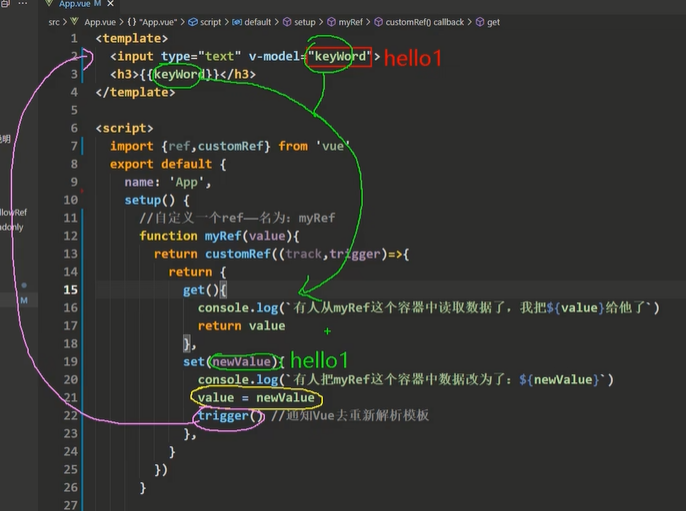 App.vue M
src > App.vue > {} "App.vue" > script > default > setup > myRef > customRef() callback > get
1 <template>
2 <input type="text" v-model="keyWord"> hello1
3 <h3>{{keyWord}}</h3>
4 </template>
5
6 <script>
7 import {ref,customRef} from 'vue'
8 export default {
9 name: 'App',
10 setup() {
11 //自定义一个ref——名为：myRef
12 function myRef(value){
13 return customRef((track,trigger)=>{
14 return {
15 get(){
16 console.log(`有人从myRef这个容器中读取数据了，我把${value}给他了`)
17 return value
18 },
19 set(newValue){ hello1
20 console.log(`有人把myRef这个容器中数据改为了：${newValue}`)
21 value = newValue
22 trigger() //通知Vue去重新解析模板
23 },
24 }
25 })
26 }
27
明
llowRef
adonly
M